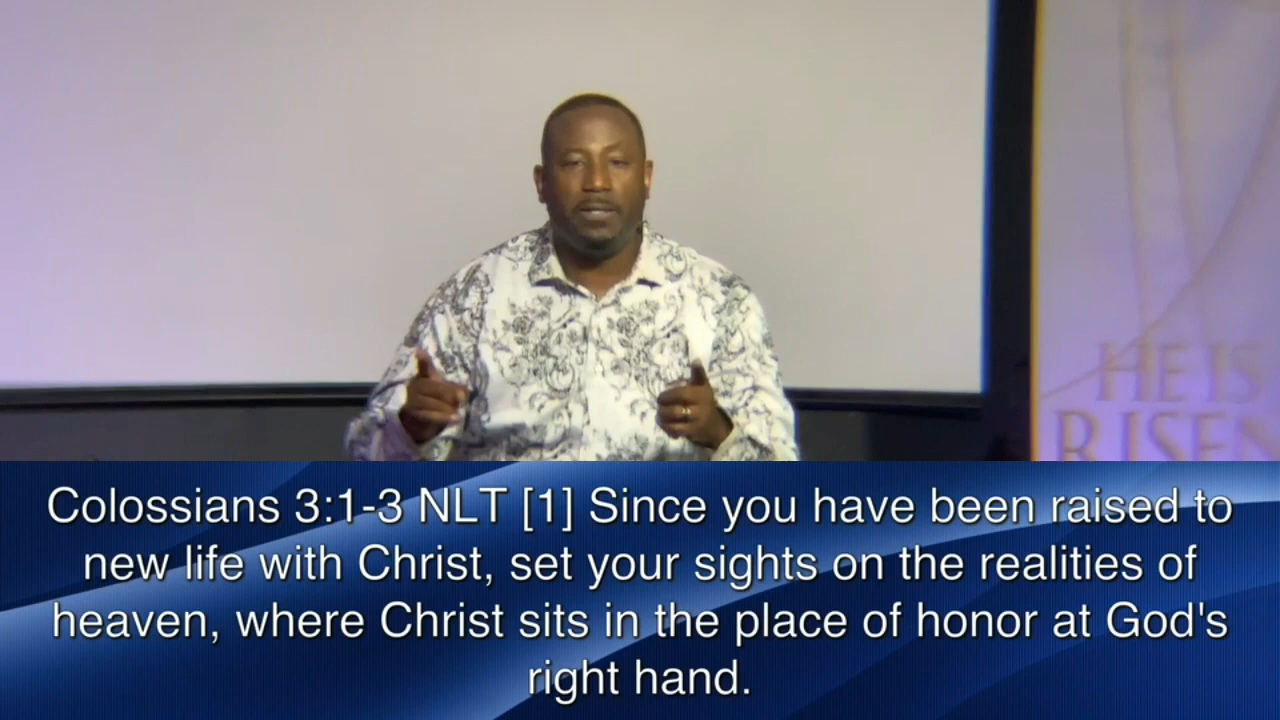 HE IS
RISEN
Colossians 3:1-3 NLT [1] Since you have been raised to
new life with Christ, set your sights on the realities of
heaven, where Christ sits in the place of honor at God's
right hand.